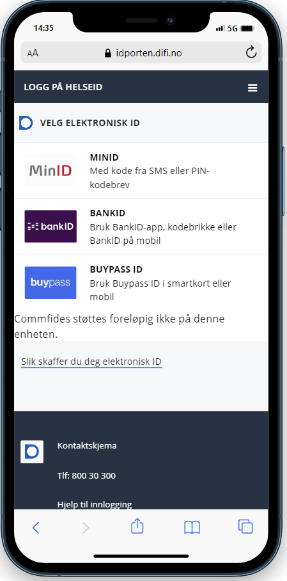 14:35
5G
AA
idporten.difi.no
LOGG PÅ HELSEID
VELG ELEKTRONISK ID
MinID
MINID
Med kode fra SMS eller PIN-
kodebrev
bankID
BANKID
Bruk BankID-app, kodebrikke eller
BankID på mobil
buypass
BUYPASS ID
Bruk Buypass ID i smartkort eller
mobil
Commfides støttes foreløpig ikke på denne
enheten.
Slik skaffer du deg elektronisk ID
Kontaktskjema
Tlf: 800 30 300
Hjelp til innlogging